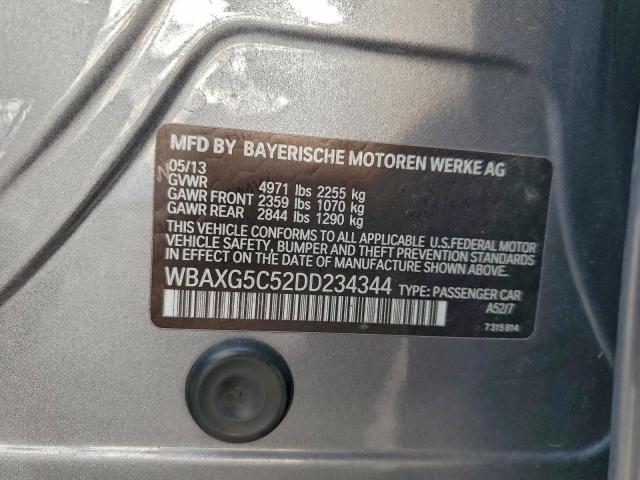 MFD BY BAYERISCHE MOTOREN WERKE AG
05/13
GVWR 4971 lbs 2255 kg
GAWR FRONT 2359 lbs 1070 kg
GAWR REAR 2844 lbs 1290 kg
THIS VEHICLE CONFORMS TO ALL APPLICABLE U.S. FEDERAL MOTOR
VEHICLE SAFETY, BUMPER AND THEFT PREVENTION STANDARDS
IN EFFECT ON THE DATE OF MANUFACTURE SHOWN ABOVE.
WBAXG5C52DD234344 TYPE: PASSENGER CAR
A52/7
7315814